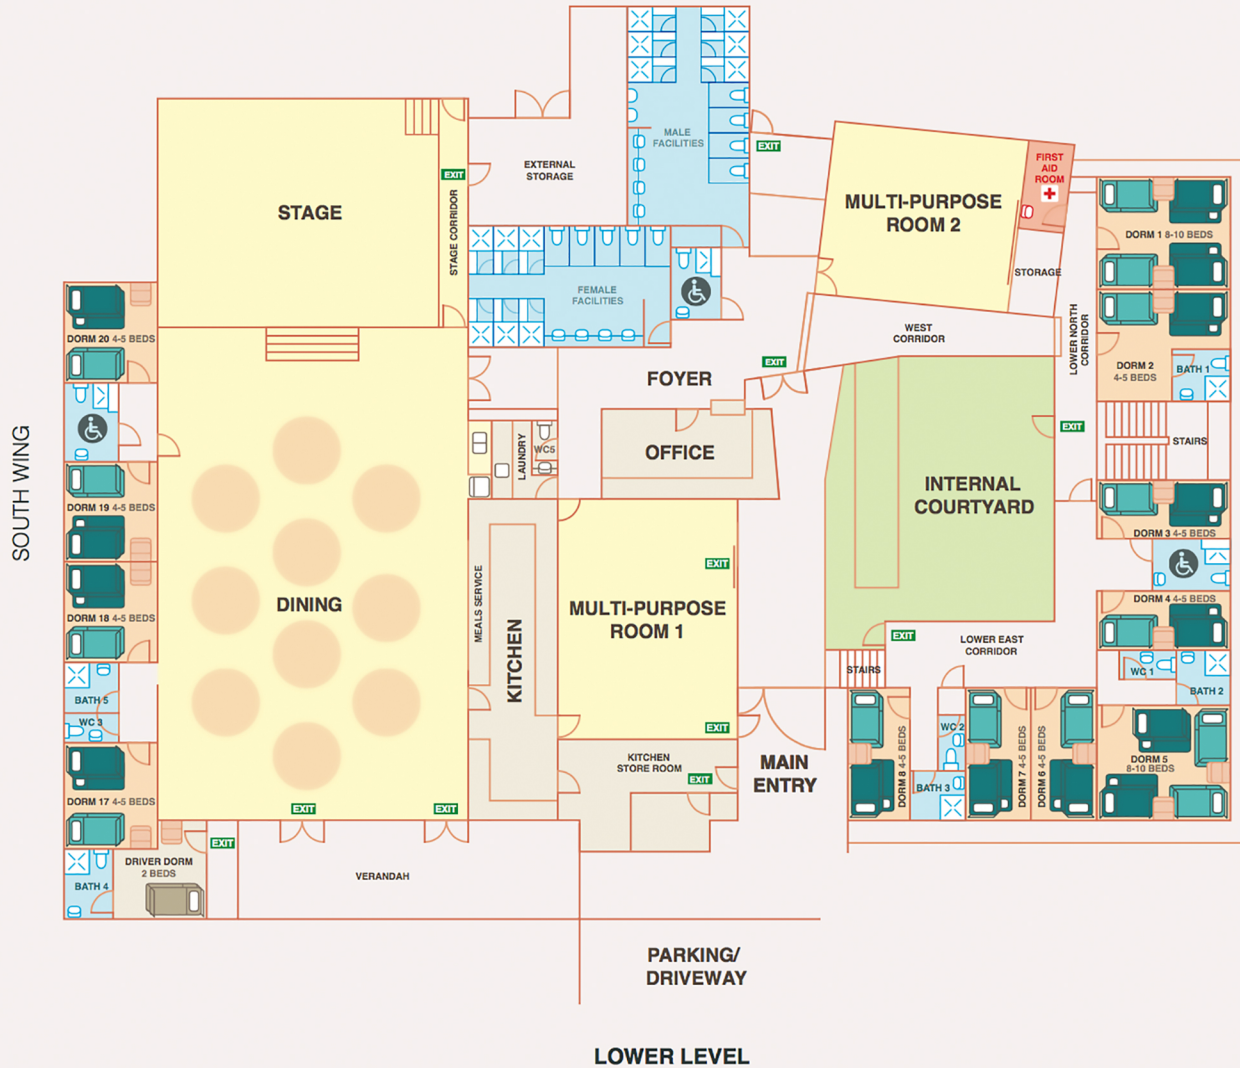 MALE
FACILITIES
EXIT
EXTERNAL
STORAGE
EXIT
STAGE
STAGE CORRIDOR
MULTI-PURPOSE
ROOM 2
FIRST
AID
ROOM
STORAGE
DORM 1 8-10 BEDS
FEMALE
FACILITIES
DORM 20 4-5 BEDS
WEST
CORRIDOR
LOWER NORTH
CORRIDOR
DORM 2
4-5 BEDS
BATH 1
EXIT
FOYER
SOUTH WING
OFFICE
LAUNDRY
WC5
EXIT
STAIRS
INTERNAL
COURTYARD
DORM 19 4-5 BEDS
DORM 3 4-5 BEDS
EXIT
DINING
MEALS SERVICE
KITCHEN
MULTI-PURPOSE
ROOM 1
DORM 18 4-5 BEDS
DORM 4 4-5 BEDS
EXIT
LOWER EAST
CORRIDOR
STAIRS
WC 1
BATH 2
BATH 5
WC 3
EXIT
WC 2
MAIN
ENTRY
KITCHEN
STORE ROOM
EXIT
DORM 8 4-5 BEDS
BATH 3
DORM 7 4-5 BEDS
DORM 6 4-5 BEDS
DORM 5
8-10 BEDS
DORM 17 4-5 BEDS
EXIT
EXIT
EXIT
DRIVER DORM
2 BEDS
BATH 4
VERANDAH
PARKING/
DRIVEWAY
LOWER LEVEL